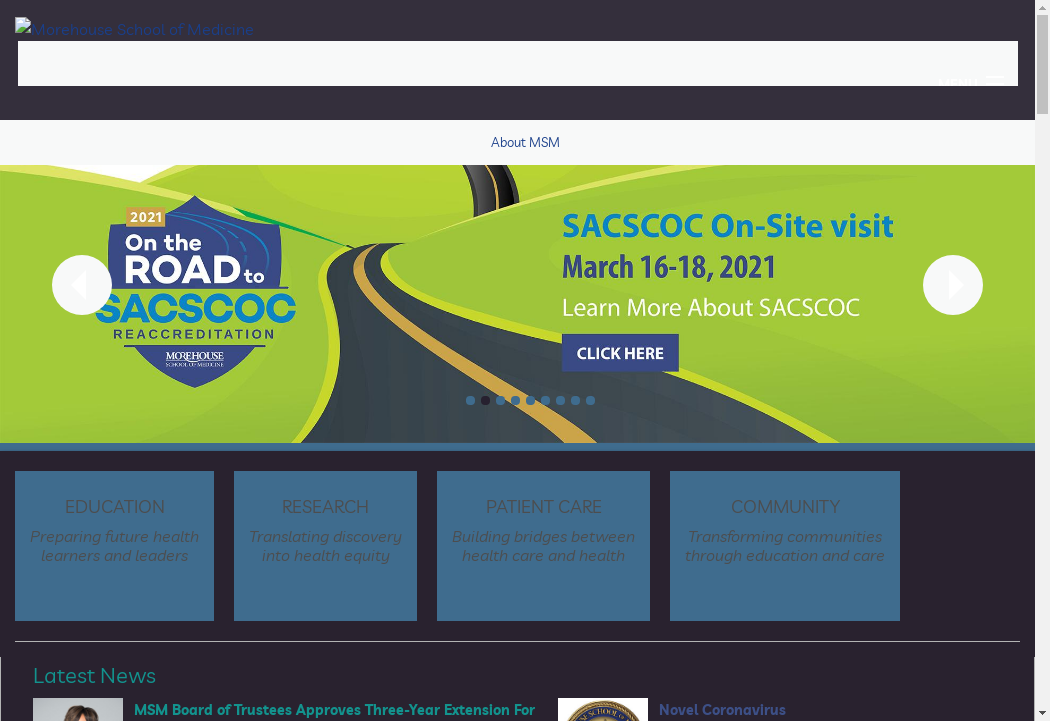 Morehouse School of Medicine
MENU
About MSM
2021
On the
ROAD to
SACSCOC
REACCREDITATION
MOREHOUSE
SCHOOL OF MEDICINE
SACSCOC On-Site visit
March 16-18, 2021
Learn More About SACSCOC
CLICK HERE
EDUCATION
Preparing future health
learners and leaders
RESEARCH
Translating discovery
into health equity
PATIENT CARE
Building bridges between
health care and health
COMMUNITY
Transforming communities
through education and care
Latest News
MSM Board of Trustees Approves Three-Year Extension For
Novel Coronavirus